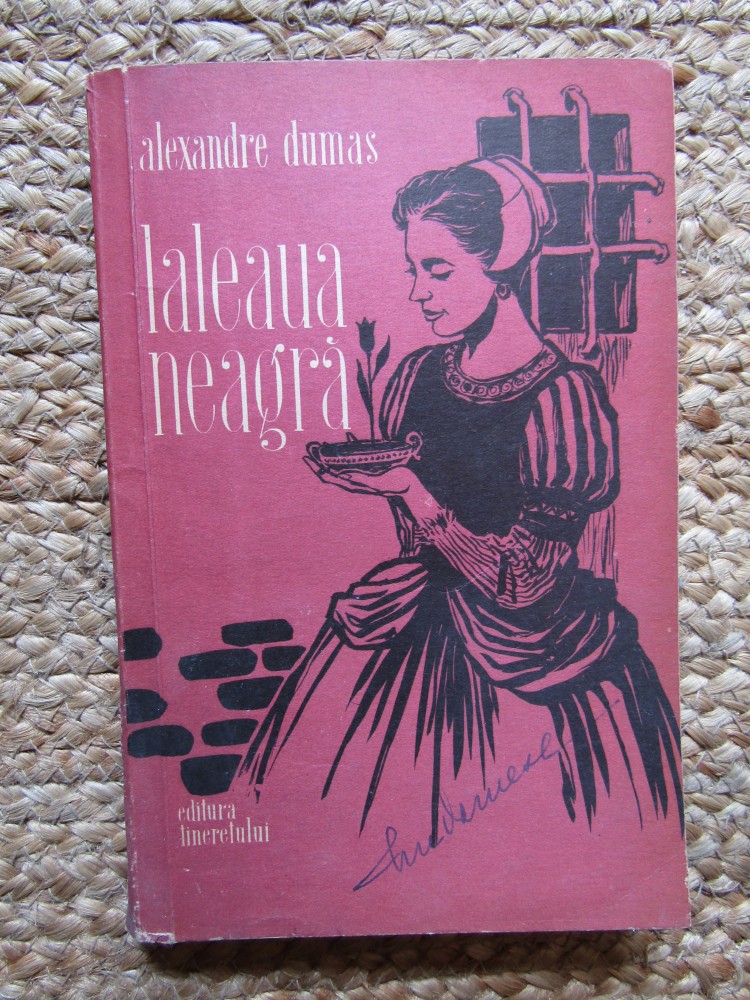 alexandre dumas
laleaua
neagră
editura
tineretului